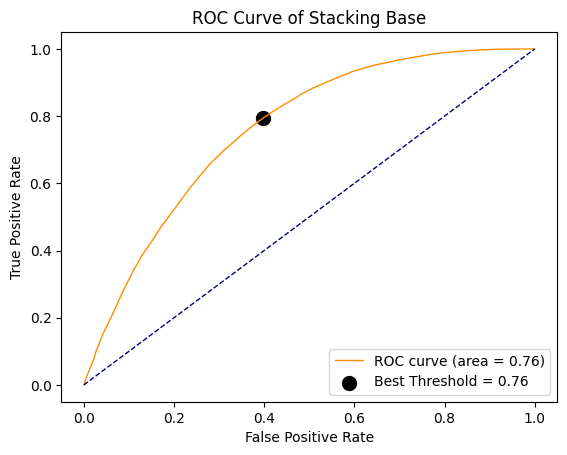 ROC Curve of Stacking Base
True Positive Rate
1.0
0.8
0.6
0.4
0.2
0.0
ROC curve (area = 0.76)
Best Threshold = 0.76
0.0 0.2 0.4 0.6 0.8 1.0
False Positive Rate